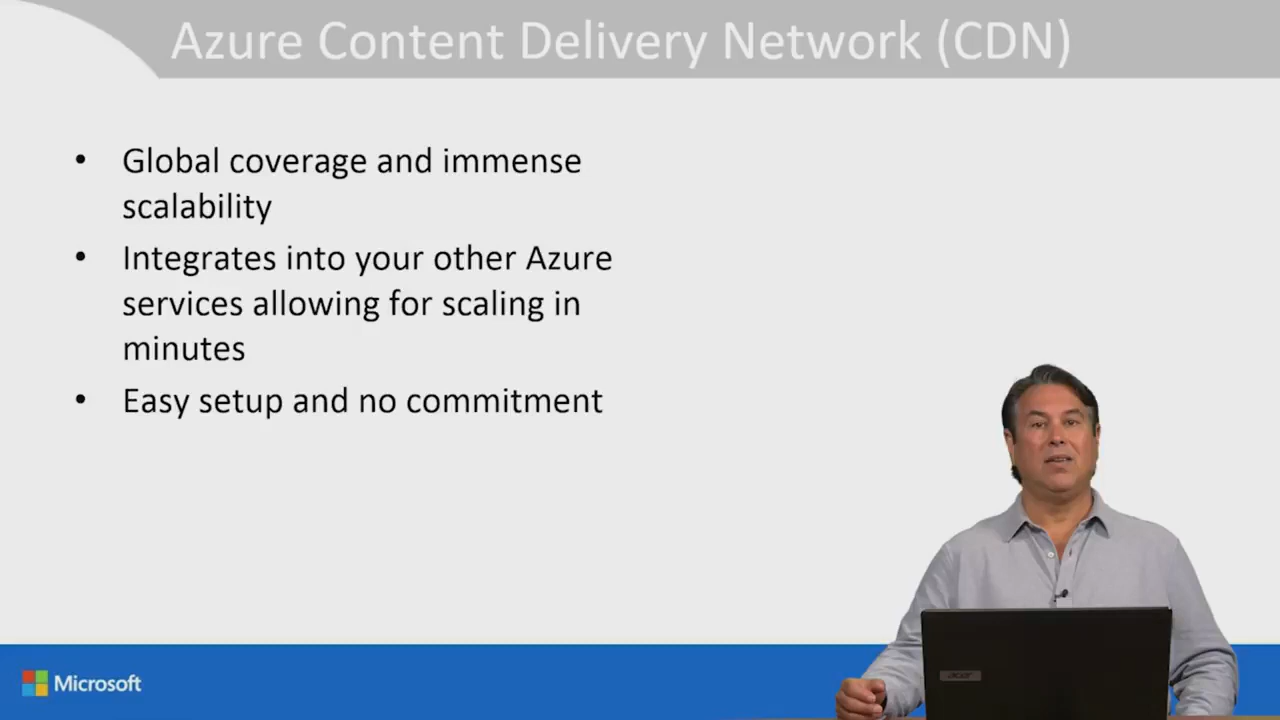 Azure Content Delivery Network (CDN)
• Global coverage and immense
scalability
• Integrates into your other Azure
services allowing for scaling in
minutes
• Easy setup and no commitment
Microsoft
acer